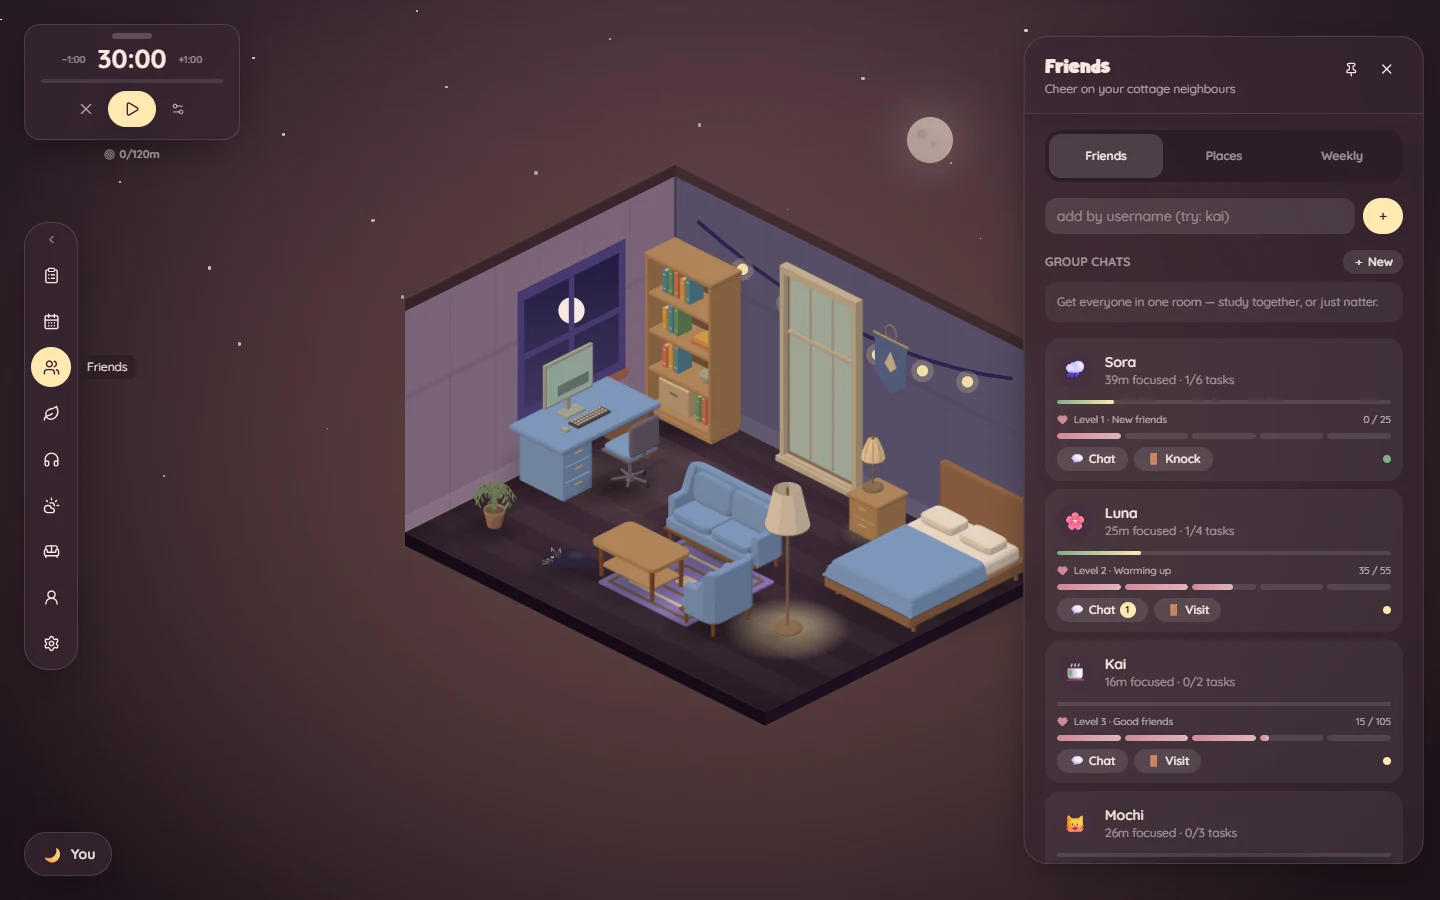 −1:00 30:00 +1:00
0/120m
Friends
You
Friends
Cheer on your cottage neighbours
Friends Places Weekly
add by username (try: kai) +
GROUP CHATS + New
Get everyone in one room — study together, or just natter.
Sora
39m focused · 1/6 tasks
Level 1 · New friends 0 / 25
Chat Knock
Luna
25m focused · 1/4 tasks
Level 2 · Warming up 35 / 55
Chat 1 Visit
Kai
16m focused · 0/2 tasks
Level 3 · Good friends 15 / 105
Chat Visit
Mochi
26m focused · 0/3 tasks